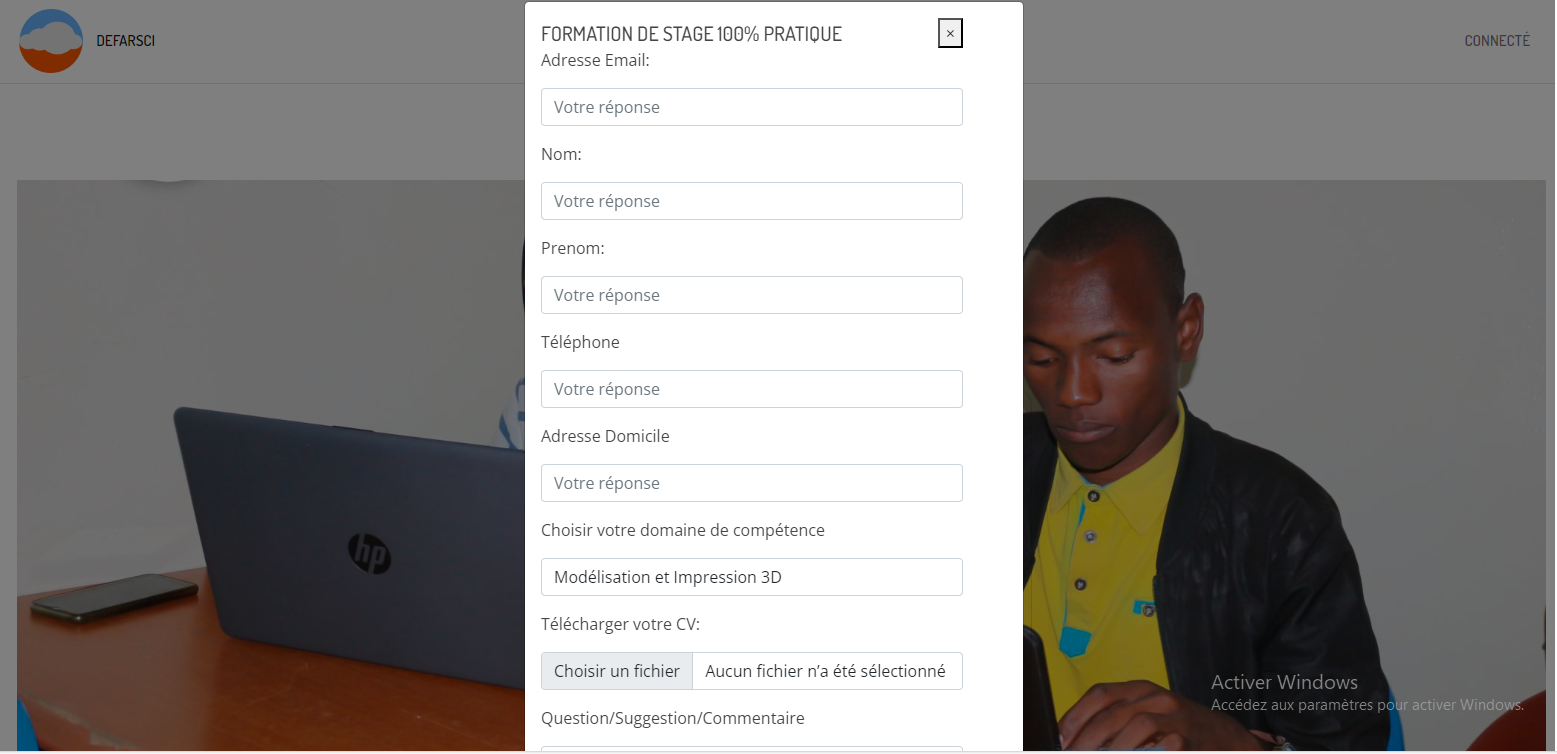 DEFARSCI
CONNECTÉ
FORMATION DE STAGE 100% PRATIQUE
×
Adresse Email:
Votre réponse
Nom:
Votre réponse
Prenom:
Votre réponse
Téléphone
Votre réponse
Adresse Domicile
Votre réponse
Choisir votre domaine de compétence
Modélisation et Impression 3D
Télécharger votre CV:
Choisir un fichier Aucun fichier n’a été sélectionné
Question/Suggestion/Commentaire
hp
Activer Windows
Accédez aux paramètres pour activer Windows.